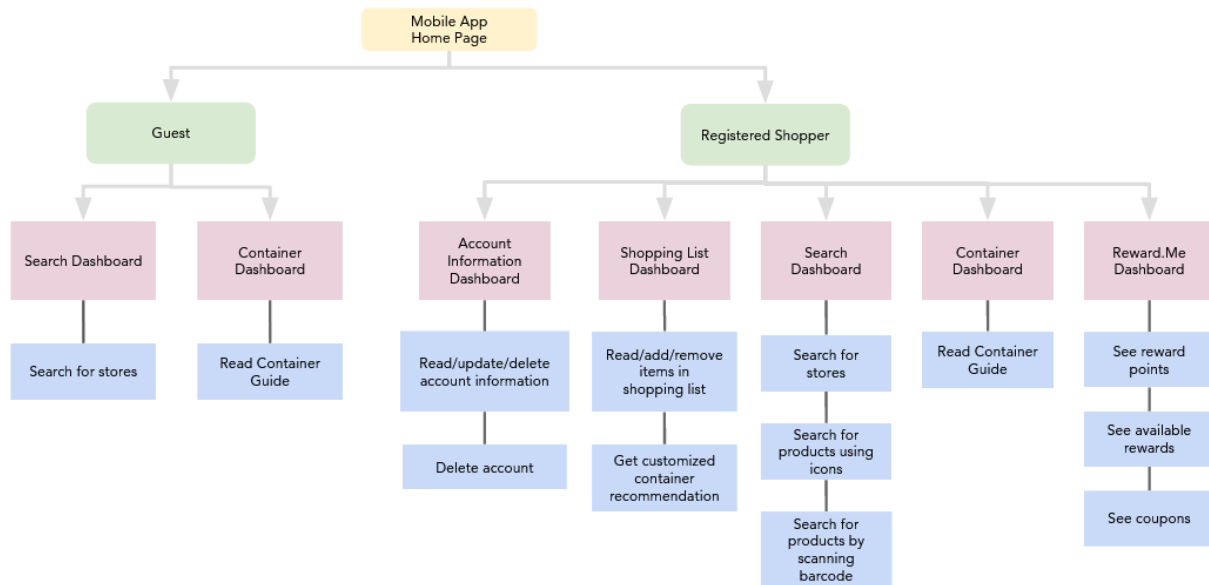 Mobile App
Home Page
Guest
Registered Shopper
Search Dashboard
Container
Dashboard
Account
Information
Dashboard
Shopping List
Dashboard
Search
Dashboard
Container
Dashboard
Reward.Me
Dashboard
Search for stores
Read Container
Guide
Read/update/delete
account information
Read/add/remove
items in
shopping list
Search for
stores
Read Container
Guide
See reward
points
Delete account
Get customized
container
recommendation
Search for
products using
icons
See available
rewards
Search for
products by
scanning
barcode
See coupons